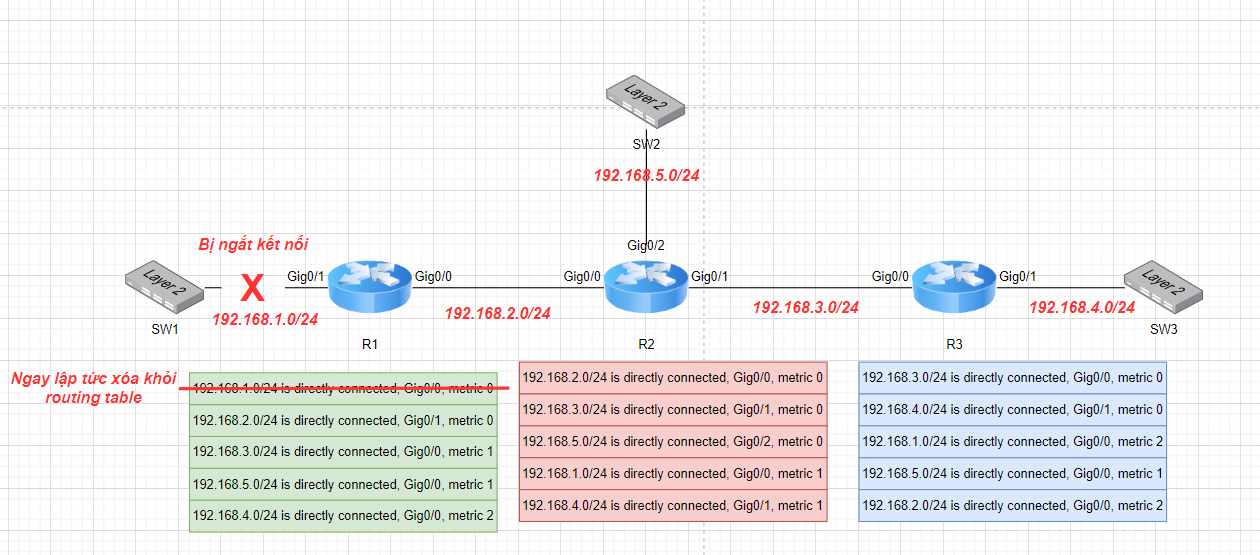 Layer 2
SW2
192.168.5.0/24
Gig0/2
Bị ngắt kết nối
Layer 2
SW1
X
192.168.1.0/24
Gig0/1
Gig0/0
R1
192.168.2.0/24
Gig0/0
Gig0/1
R2
192.168.3.0/24
Gig0/0
Gig0/1
R3
192.168.4.0/24
Layer 2
SW3
Ngay lập tức xóa khỏi
routing table
192.168.1.0/24 is directly connected, Gig0/0, metric 0
192.168.2.0/24 is directly connected, Gig0/1, metric 0
192.168.3.0/24 is directly connected, Gig0/0, metric 1
192.168.5.0/24 is directly connected, Gig0/0, metric 1
192.168.4.0/24 is directly connected, Gig0/0, metric 2
192.168.2.0/24 is directly connected, Gig0/0, metric 0
192.168.3.0/24 is directly connected, Gig0/1, metric 0
192.168.5.0/24 is directly connected, Gig0/2, metric 0
192.168.1.0/24 is directly connected, Gig0/0, metric 1
192.168.4.0/24 is directly connected, Gig0/1, metric 1
192.168.3.0/24 is directly connected, Gig0/0, metric 0
192.168.4.0/24 is directly connected, Gig0/1, metric 0
192.168.1.0/24 is directly connected, Gig0/0, metric 2
192.168.5.0/24 is directly connected, Gig0/0, metric 1
192.168.2.0/24 is directly connected, Gig0/0, metric 2